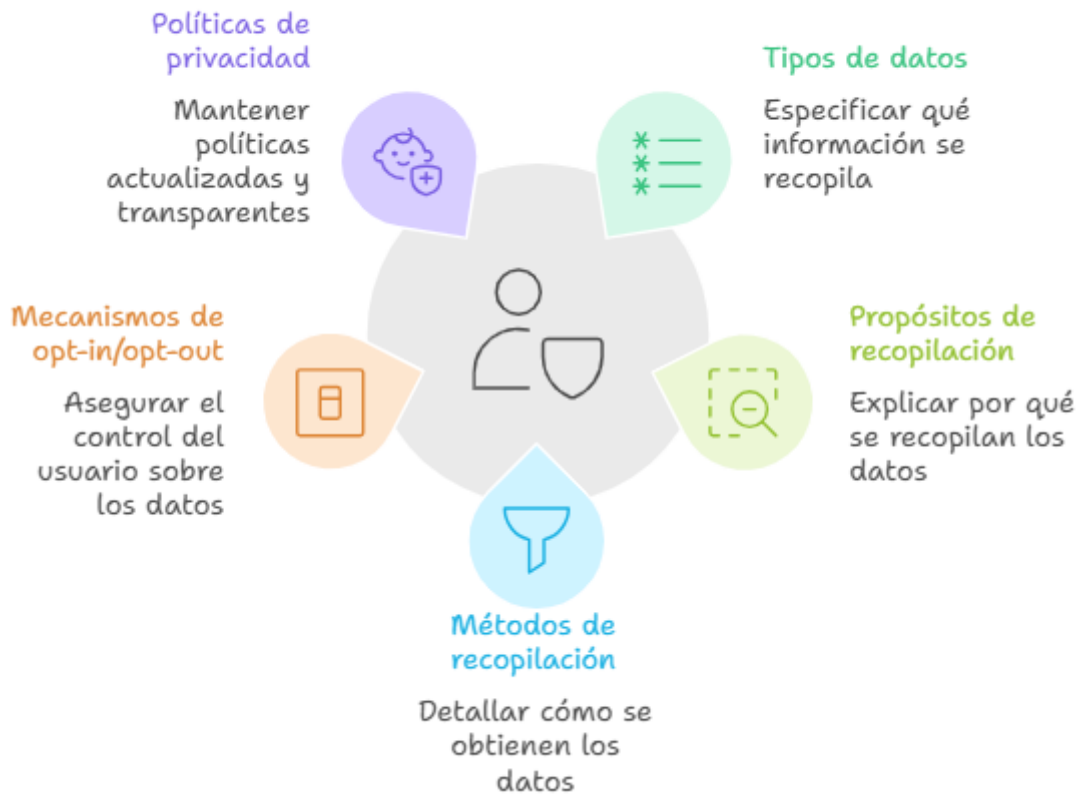 Políticas de
privacidad
Mantener
políticas
actualizadas y
transparentes
Tipos de datos
Especificar qué
información se
recopila
Mecanismos de
opt-in/opt-out
Asegurar el
control del
usuario sobre
los datos
Propósitos de
recopilación
Explicar por qué
se recopilan los
datos
Métodos de
recopilación
Detallar cómo se
obtienen los
datos